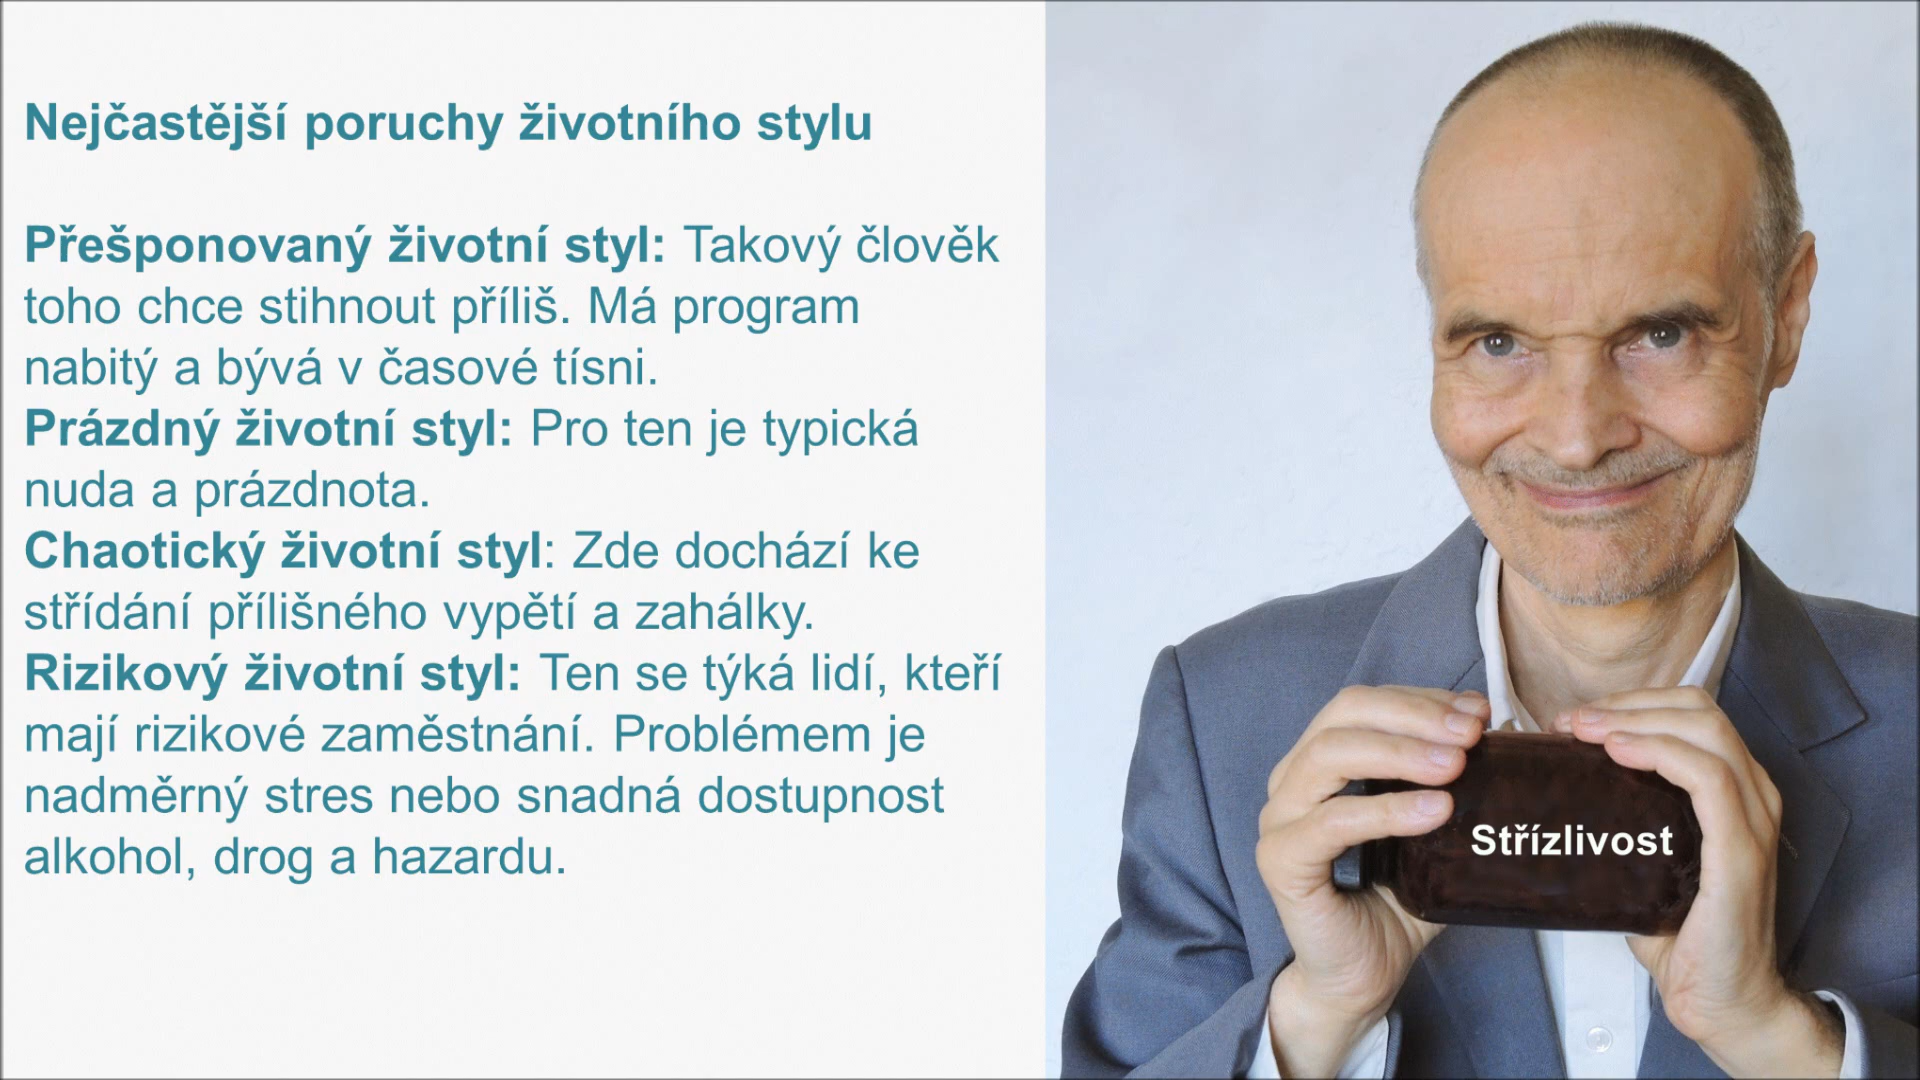 Nejčastější poruchy životního stylu
Přešponovaný životní styl: Takový člověk
toho chce stihnout příliš. Má program
nabitý a bývá v časové tísni.
Prázdný životní styl: Pro ten je typická
nuda a prázdnota.
Chaotický životní styl: Zde dochází ke
střídání přílišného vypětí a zahálky.
Rizikový životní styl: Ten se týká lidí, kteří
mají rizikové zaměstnání. Problémem je
nadměrný stres nebo snadná dostupnost
alkohol, drog a hazardu.
Střízlivost